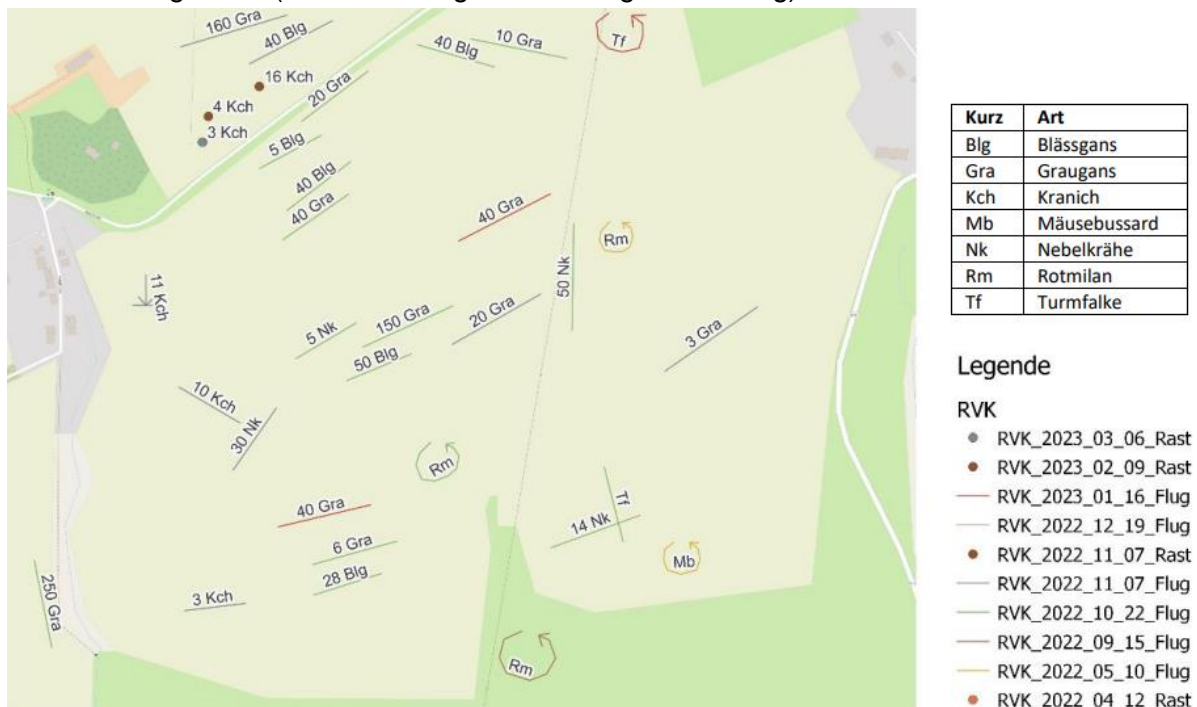 160 Gra
40 Blg
40 Blg
10 Gra
Tf
16 Kch
20 Gra
4 Kch
3 Kch
5 Blg
40 Blg
40 Gra
40 Gra
Rm
50 Nk
11 Kch
5 Nk
150 Gra
20 Gra
50 Blg
3 Gra
10 Kch
30 Nk
Rm
40 Gra
14 Nk
Tf
6 Gra
Mb
28 Blg
250 Gra
3 Kch
Rm
Kurz Art
Blg Blässgans
Gra Graugans
Kch Kranich
Mb Mäusebussard
Nk Nebelkrähe
Rm Rotmilan
Tf Turmfalke
Legende
RVK
RVK_2023_03_06_Rast
RVK_2023_02_09_Rast
RVK_2023_01_16_Flug
RVK_2022_12_19_Flug
RVK_2022_11_07_Rast
RVK_2022_11_07_Flug
RVK_2022_10_22_Flug
RVK_2022_09_15_Flug
RVK_2022_05_10_Flug
RVK_2022_04_12_Rast